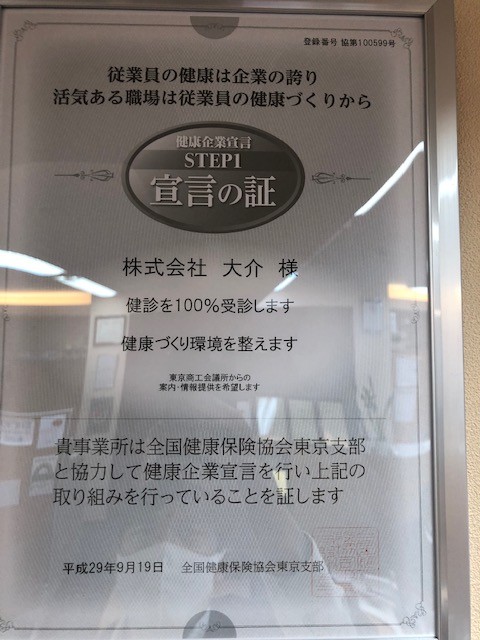 登録番号 協第100599号
従業員の健康は企業の誇り
活気ある職場は従業員の健康づくりから
健康企業宣言
STEP1
宣言の証
株式会社 大介 様
健診を100%受診します
健康づくり環境を整えます
東京商工会議所からの
案内・情報提供を希望します
貴事業所は全国健康保険協会東京支部
と協力して健康企業宣言を行い上記の
取り組みを行っていることを証します
平成29年9月19日 全国健康保険協会東京支部